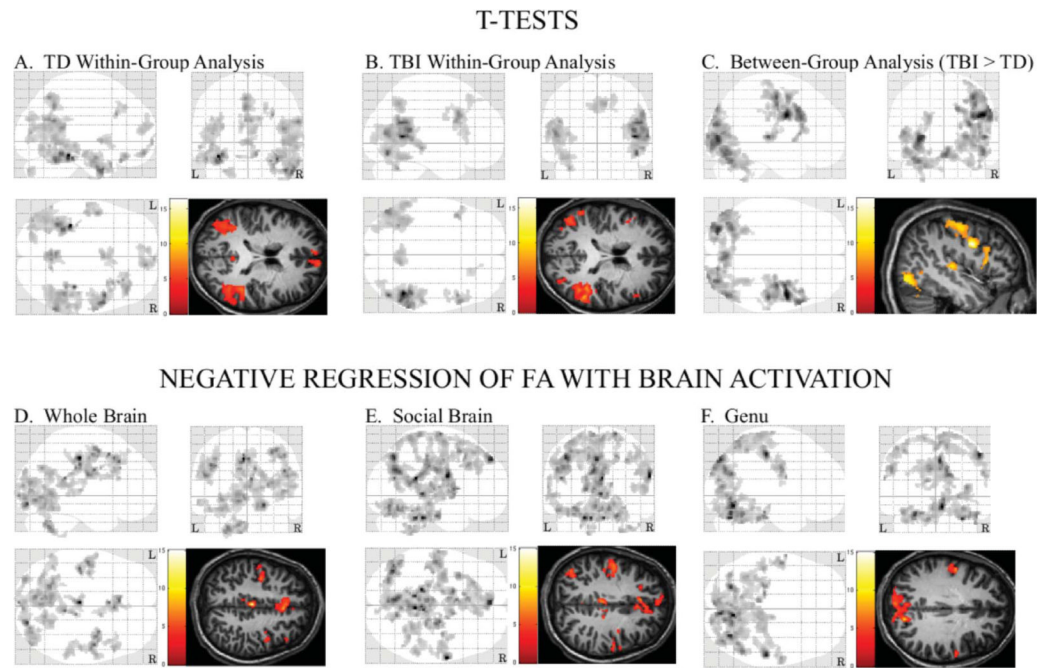 T-TESTS
A. TD Within-Group Analysis
B. TBI Within-Group Analysis
C. Between-Group Analysis (TBI > TD)
L R
L R
L R
L
R
15
10
5
0
L
R
15
10
5
0
L
R
15
10
5
0
NEGATIVE REGRESSION OF FA WITH BRAIN ACTIVATION
D. Whole Brain
E. Social Brain
F. Genu
L R
L R
L R
L
R
15
10
5
0
L
R
15
10
5
0
L
R
15
10
5
0